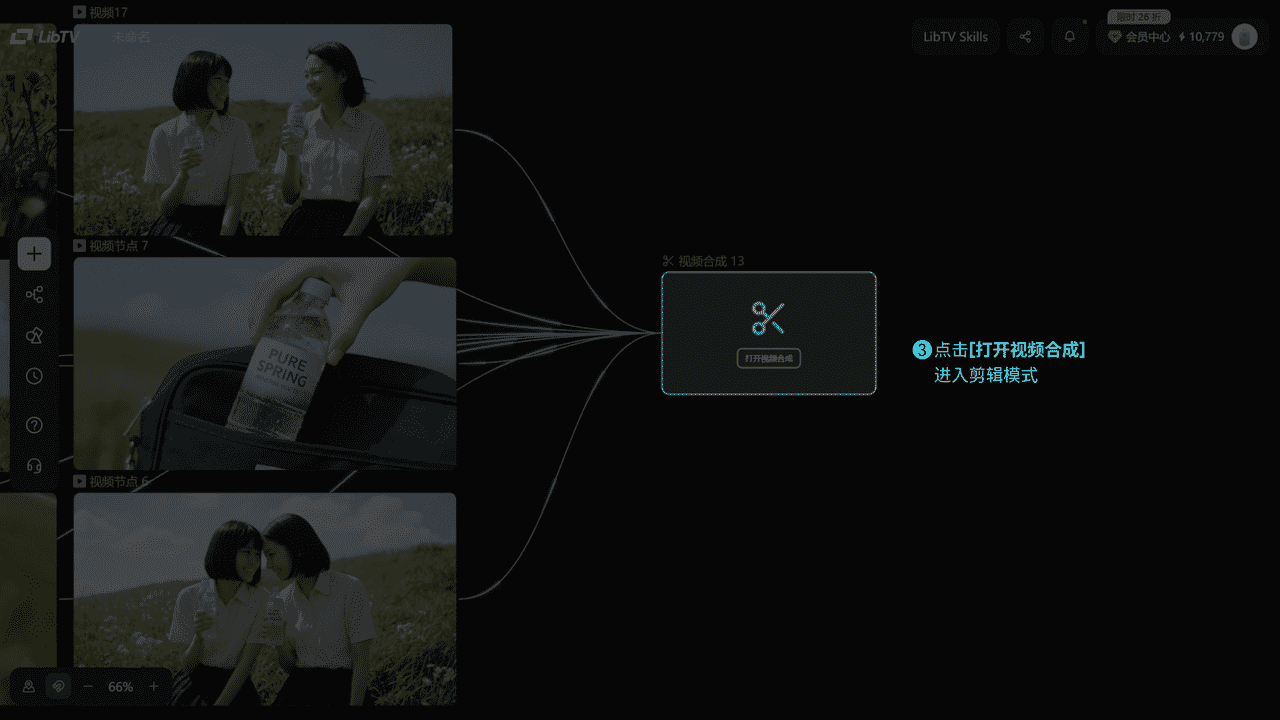 视频17
LibTV
未命名
LibTV Skills
限时 26 折
会员中心
10,779
视频节点 7
PURE
SPRING
视频合成 13
打开视频合成
3 点击[打开视频合成]
进入剪辑模式
视频节点 6
66%